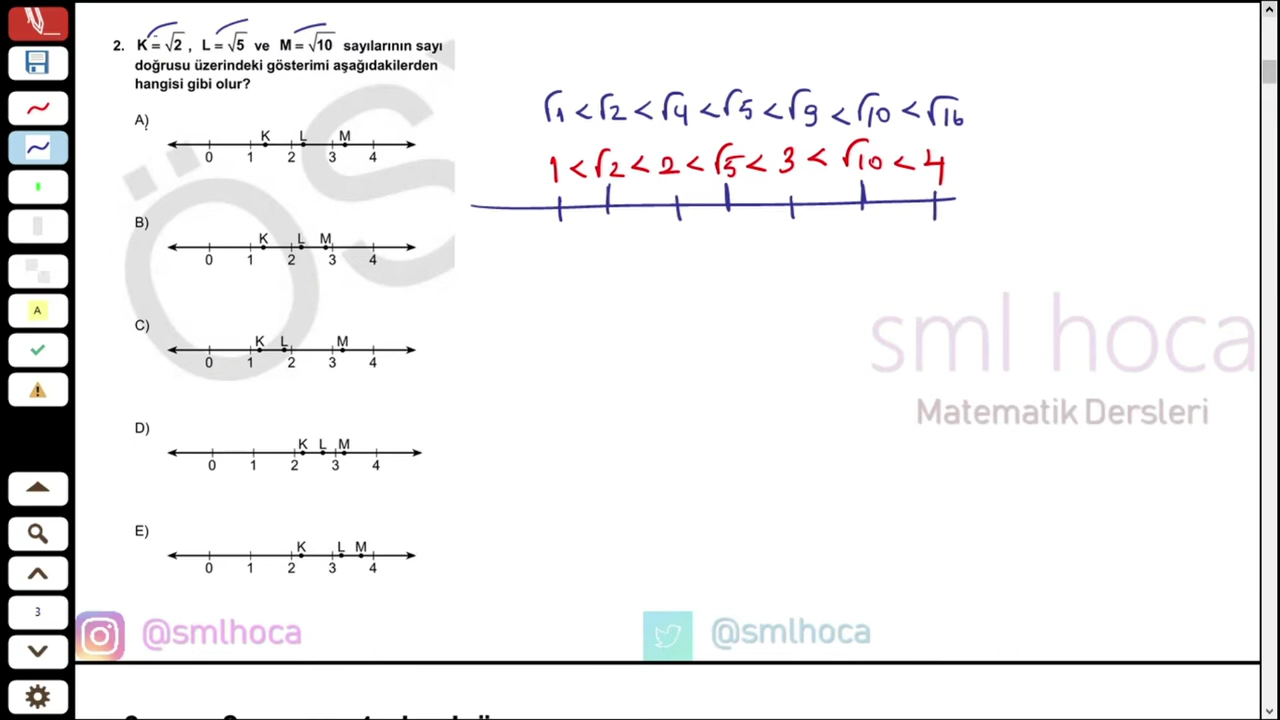 2. K = √2 , L = √5 ve M = √10 sayılarının sayı
doğrusu üzerindeki gösterimi aşağıdakilerden
hangisi gibi olur?
A)
K L M
0 1 2 3 4
B)
K L M
0 1 2 3 4
C)
K L M
0 1 2 3 4
D)
K L M
0 1 2 3 4
E)
K L M
0 1 2 3 4
√1 < √2 < √4 < √5 < √9 < √10 < √16
1 < √2 < 2 < √5 < 3 < √10 < 4
ÖS
sml hoca
Matematik Dersleri
@smlhoca
@smlhoca
A
3